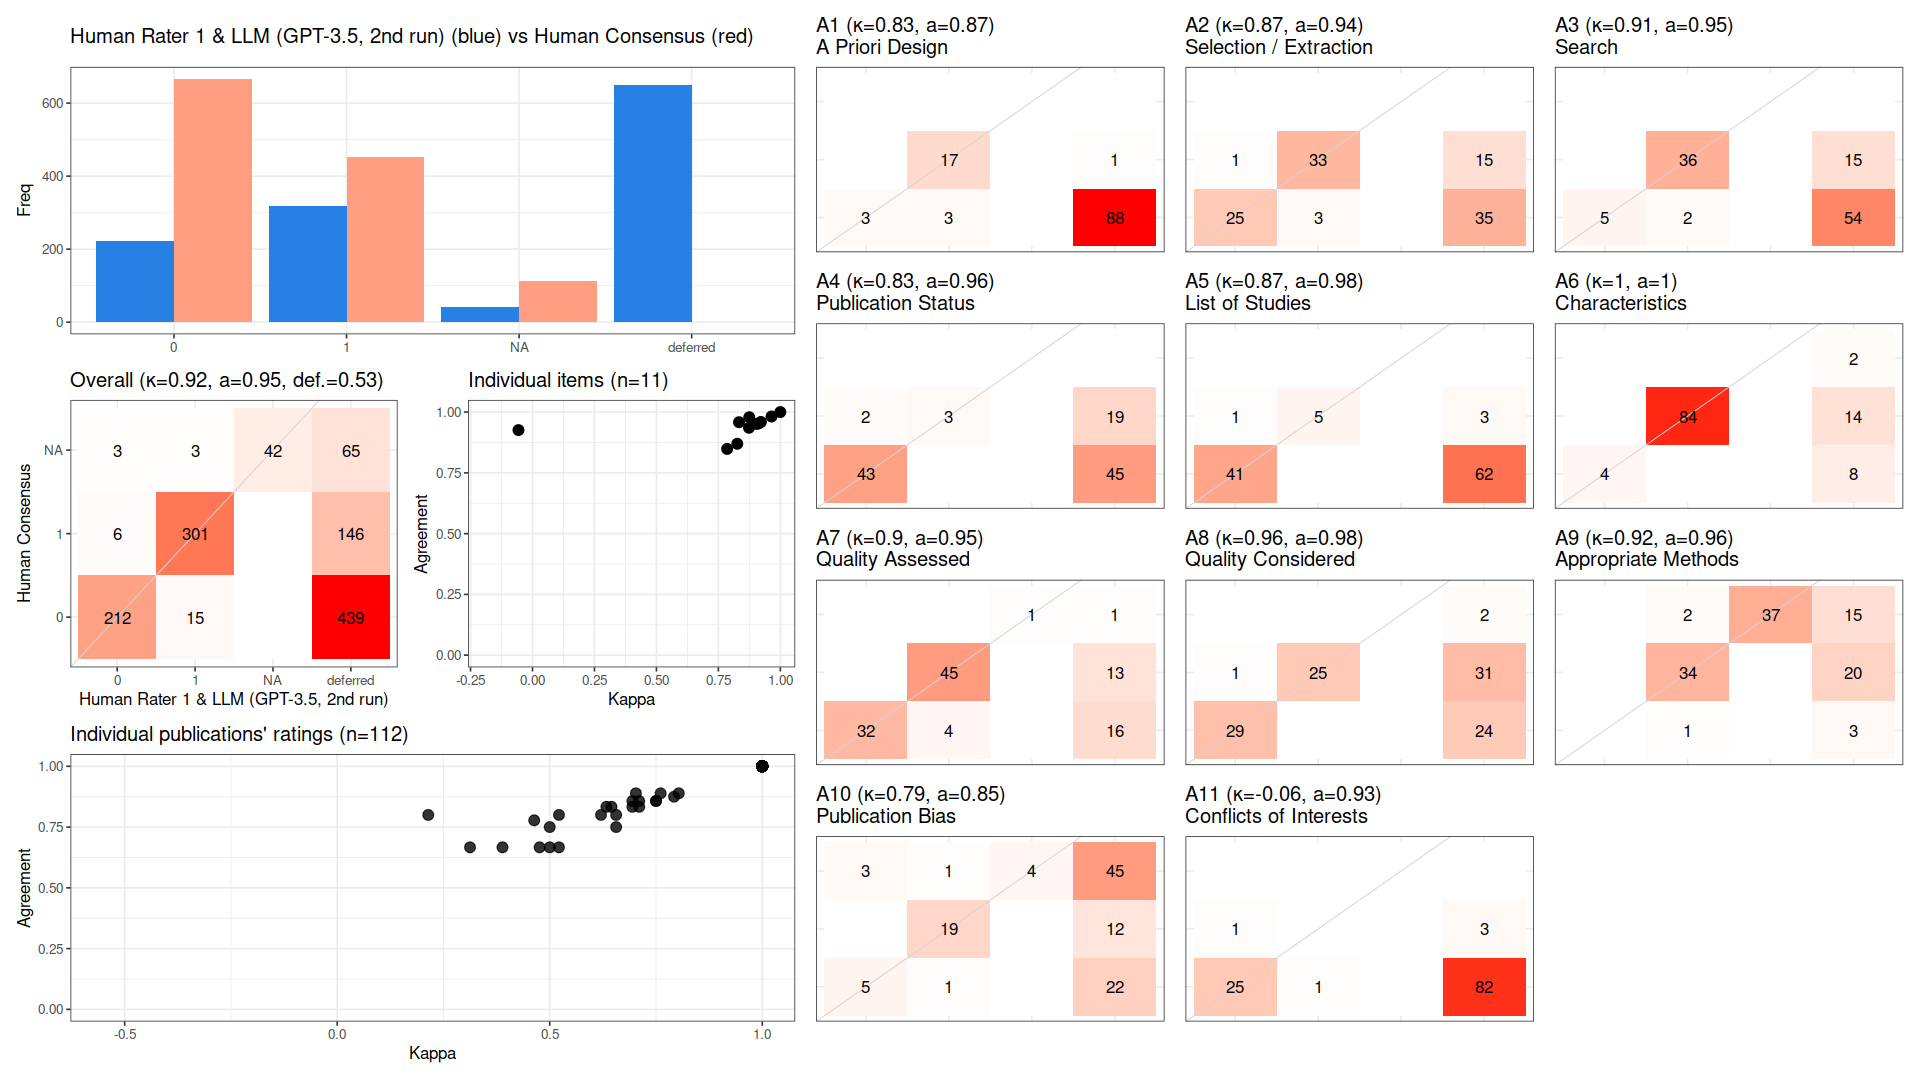 Human Rater 1 & LLM (GPT-3.5, 2nd run) (blue) vs Human Consensus (red)
Freq
600
400
200
0
0 1 NA deferred
Overall (κ=0.92, a=0.95, def.=0.53)
Human Consensus
NA
1
0
3 3 42 65
6 301 146
212 15 439
0 1 NA deferred
Human Rater 1 & LLM (GPT-3.5, 2nd run)
Individual items (n=11)
Agreement
1.00
0.75
0.50
0.25
0.00
-0.25 0.00 0.25 0.50 0.75 1.00
Kappa
Individual publications' ratings (n=112)
Agreement
1.00
0.75
0.50
0.25
0.00
-0.5 0.0 0.5 1.0
Kappa
A1 (κ=0.83, a=0.87)
A Priori Design
17 1
3 3 88
A2 (κ=0.87, a=0.94)
Selection / Extraction
1 33 15
25 3 35
A3 (κ=0.91, a=0.95)
Search
36 15
5 2 54
A4 (κ=0.83, a=0.96)
Publication Status
2 3 19
43 45
A5 (κ=0.87, a=0.98)
List of Studies
1 5 3
41 62
A6 (κ=1, a=1)
Characteristics
2
84 14
4 8
A7 (κ=0.9, a=0.95)
Quality Assessed
1 1
45 13
32 4 16
A8 (κ=0.96, a=0.98)
Quality Considered
2
1 25 31
29 24
A9 (κ=0.92, a=0.96)
Appropriate Methods
2 37 15
34 20
1 3
A10 (κ=0.79, a=0.85)
Publication Bias
3 1 4 45
19 12
5 1 22
A11 (κ=-0.06, a=0.93)
Conflicts of Interests
1 3
25 1 82